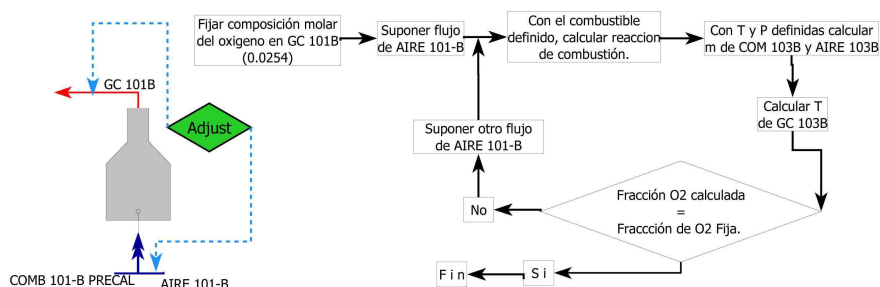 GC 101B
Adjust
COMB 101-B PRECAL
AIRE 101-B
Fijar composición molar
del oxigeno en GC 101B
(0.0254)
Suponer flujo
de AIRE 101-B
Con el combustible
definido, calcular reaccion
de combustión.
Con T y P definidas calcular
m de COM 103B y AIRE 103B
Calcular T
de GC 103B
Suponer otro flujo
de AIRE 101-B
Fracción O2 calculada
=
Fraccción de O2 Fija.
No
Si
Fin